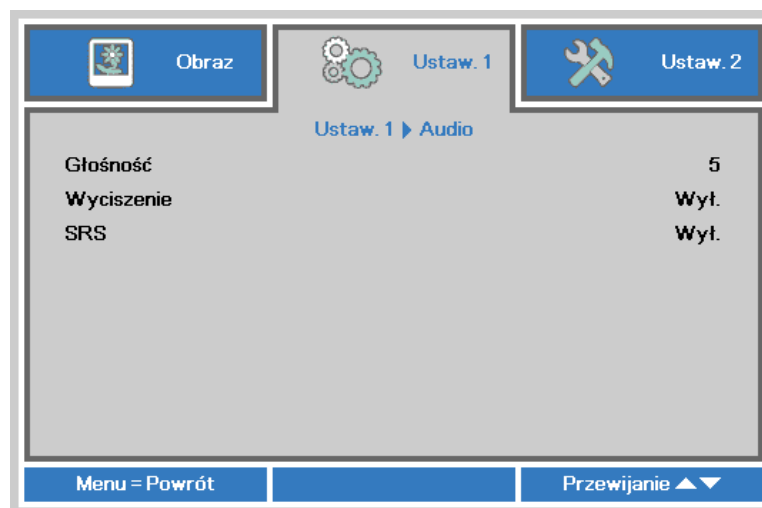 Obraz
Ustaw. 1
Ustaw. 2
Ustaw. 1 ▶ Audio
Głośność 5
Wyciszenie Wył.
SRS Wył.
Menu = Powrót
Przewijanie ▲▼